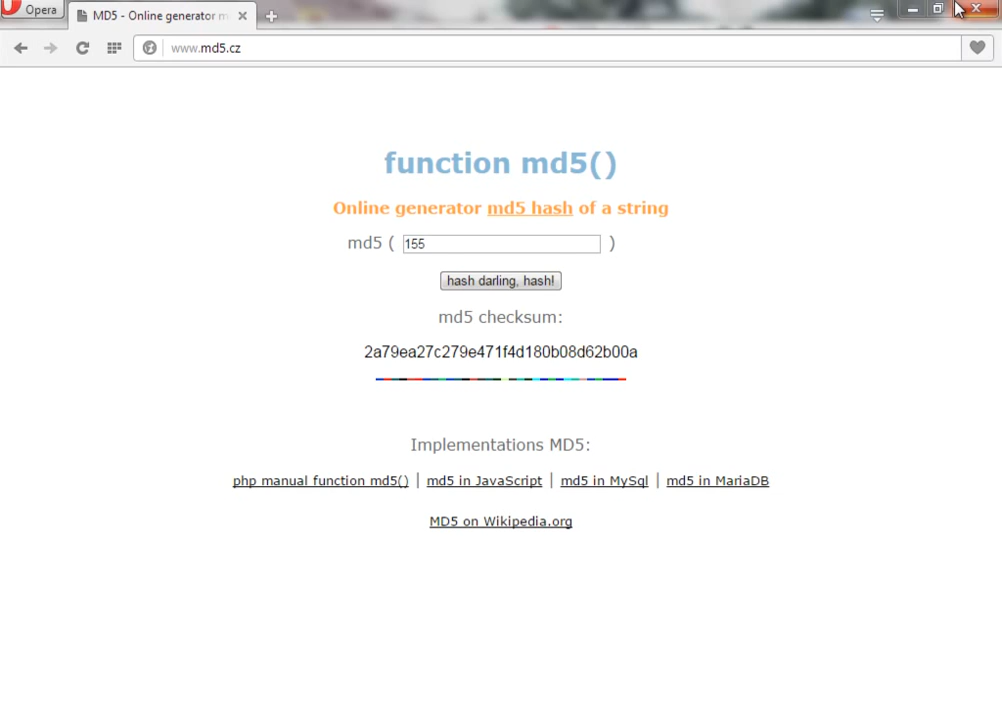 Opera
MD5 - Online generator m
www.md5.cz
function md5()
Online generator md5 hash of a string
md5 ( 155 )
hash darling, hash!
md5 checksum:
2a79ea27c279e471f4d180b08d62b00a
Implementations MD5:
php manual function md5() | md5 in JavaScript | md5 in MySql | md5 in MariaDB
MD5 on Wikipedia.org